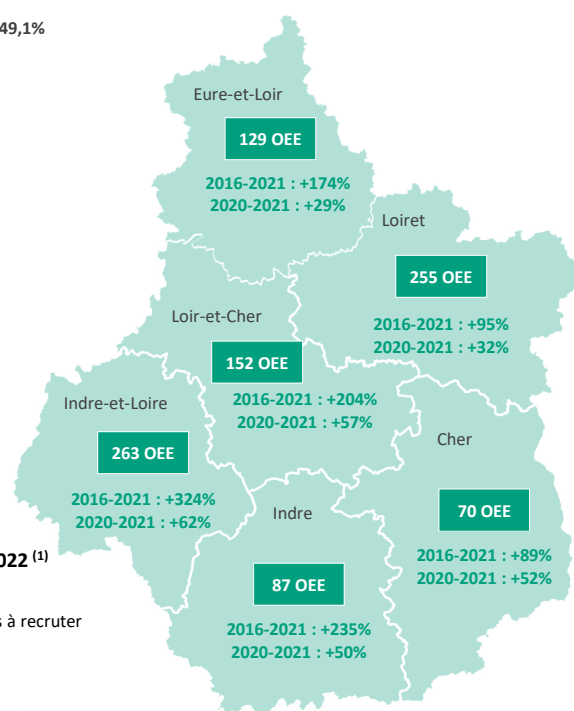 49,1%
Eure-et-Loir
129 OEE
2016-2021 : +174%
2020-2021 : +29%
Loiret
255 OEE
2016-2021 : +95%
2020-2021 : +32%
Loir-et-Cher
152 OEE
2016-2021 : +204%
2020-2021 : +57%
Indre-et-Loire
263 OEE
2016-2021 : +324%
2020-2021 : +62%
Cher
70 OEE
2016-2021 : +89%
2020-2021 : +52%
Indre
87 OEE
2016-2021 : +235%
2020-2021 : +50%
022 (1)
s à recruter